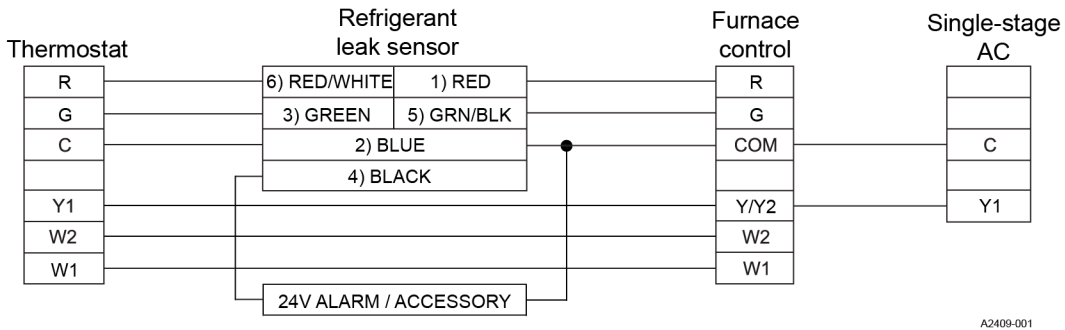 Refrigerant
leak sensor
Furnace
control
Single-stage
AC
Thermostat
R
6) RED/WHITE
1) RED
R
G
3) GREEN
5) GRN/BLK
G
C
2) BLUE
COM
C
4) BLACK
Y1
Y/Y2
Y1
W2
W2
W1
W1
24V ALARM / ACCESSORY
A2409-001